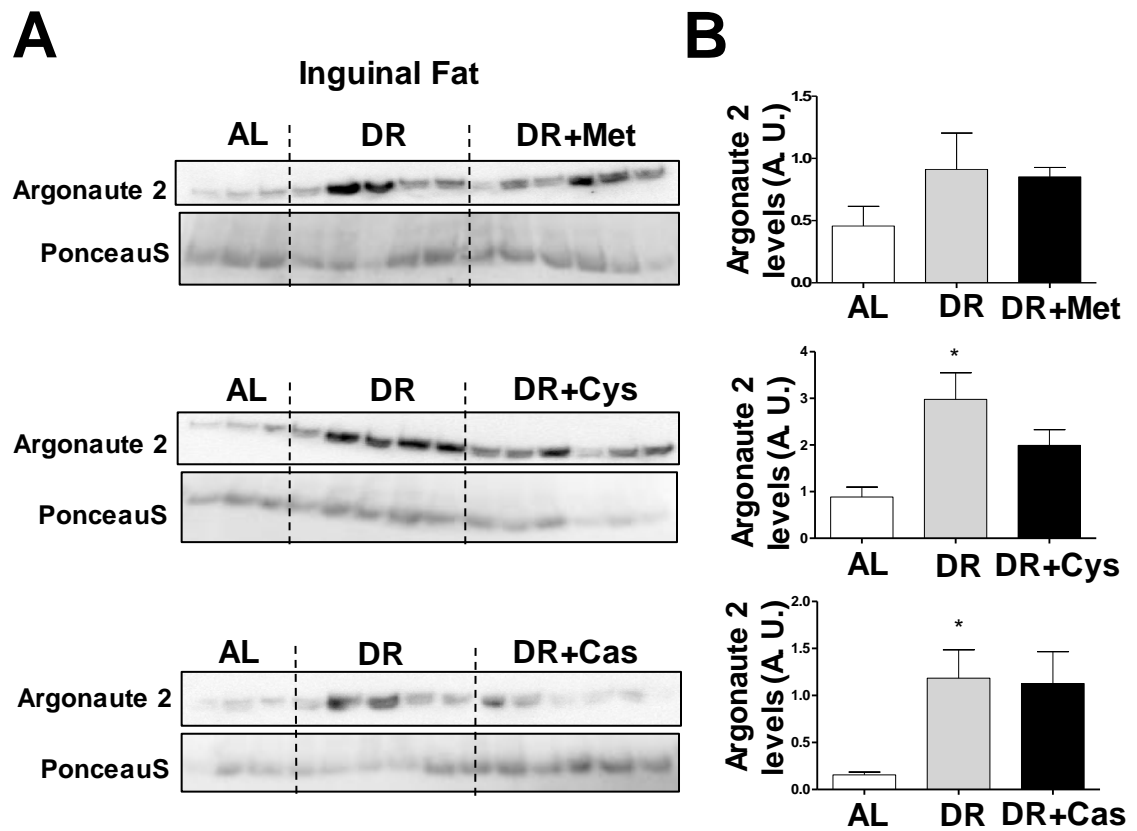 A
Inguinal Fat
AL DR DR+Met
Argonaute 2
PonceauS
AL DR DR+Cys
Argonaute 2
PonceauS
AL DR DR+Cas
Argonaute 2
PonceauS
B
Argonaute 2
levels (A. U.)
1.5
1.0
0.5
0.0
AL DR DR+Met
Argonaute 2
levels (A. U.)
4
3
2
1
0
*
AL DR DR+Cys
Argonaute 2
levels (A. U.)
2.0
1.5
1.0
0.5
0.0
*
AL DR DR+Cas